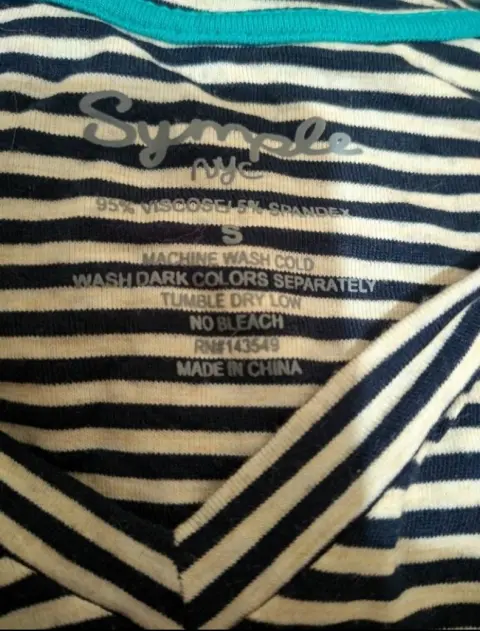 Symple
nyc
95% VISCOSE/ 5% SPANDEX
S
MACHINE WASH COLD
WASH DARK COLORS SEPARATELY
TUMBLE DRY LOW
NO BLEACH
RN#143549
MADE IN CHINA